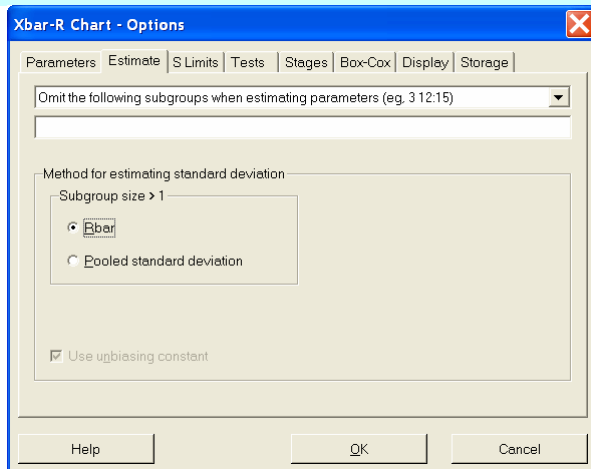 Xbar-R Chart - Options
Parameters Estimate S Limits Tests Stages Box-Cox Display Storage
Omit the following subgroups when estimating parameters (eg, 3 12:15)
Method for estimating standard deviation
Subgroup size > 1
Rbar
Pooled standard deviation
Use unbiasing constant
Help OK Cancel